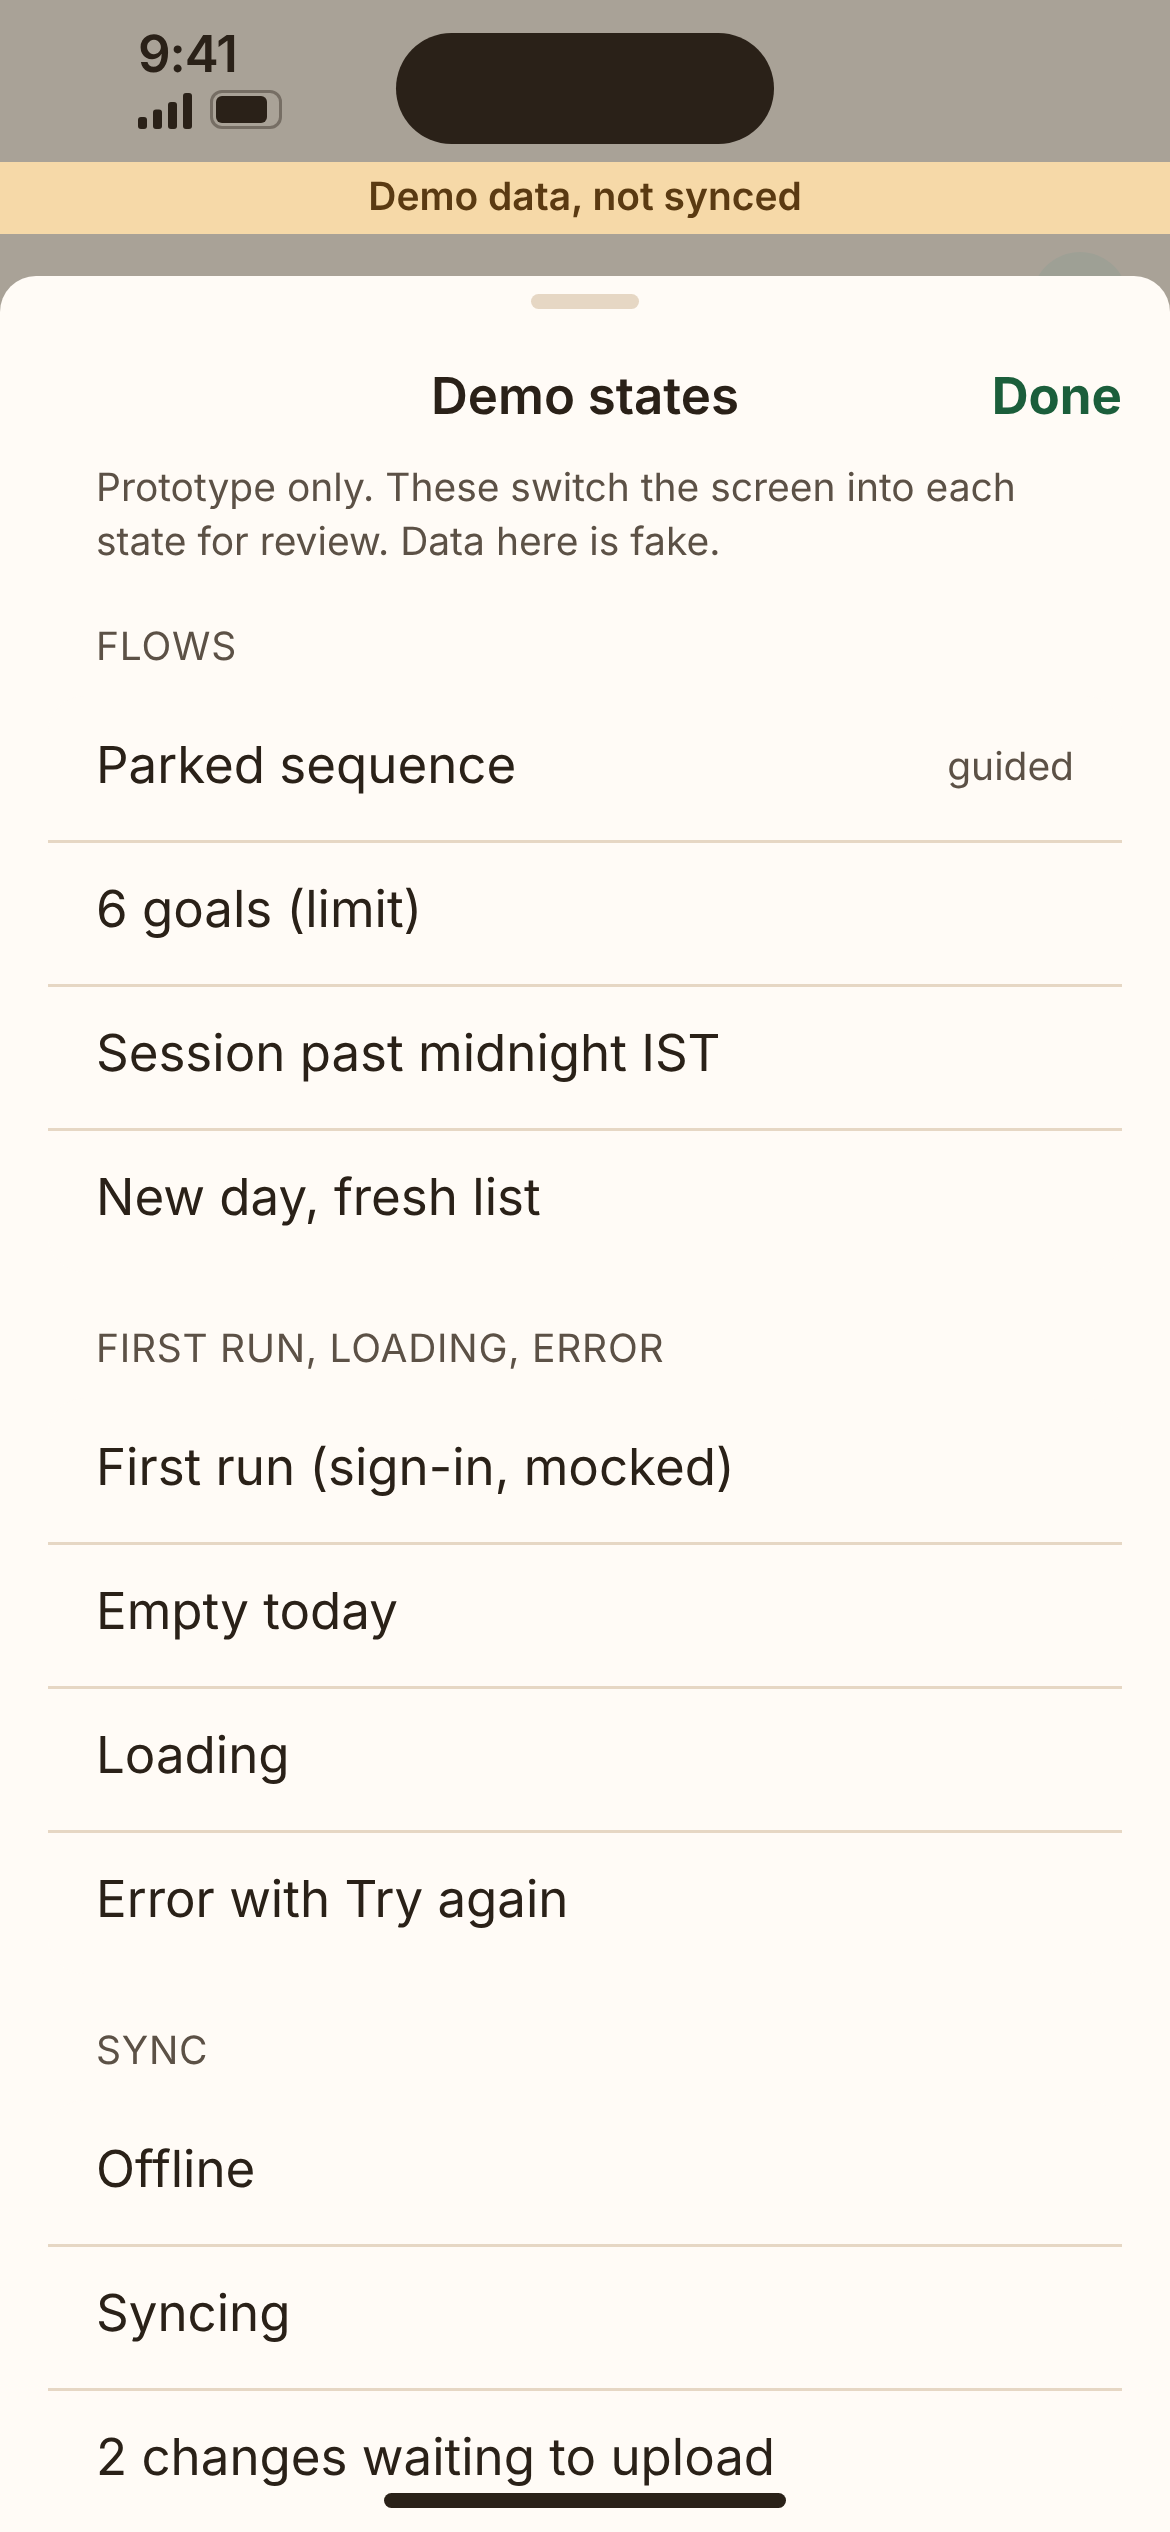 9:41
Demo data, not synced
Demo states
Done
Prototype only. These switch the screen into each
state for review. Data here is fake.
FLOWS
Parked sequence
guided
6 goals (limit)
Session past midnight IST
New day, fresh list
FIRST RUN, LOADING, ERROR
First run (sign-in, mocked)
Empty today
Loading
Error with Try again
SYNC
Offline
Syncing
2 changes waiting to upload